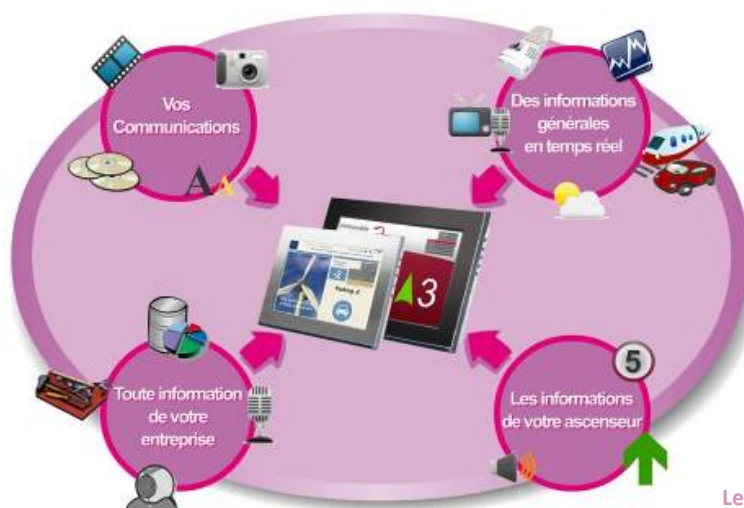 Vos
Communications
Des informations
générales
en temps réel
AA
3
Toute information
de votre
entreprise
5
Les informations
de votre ascenseur
Le